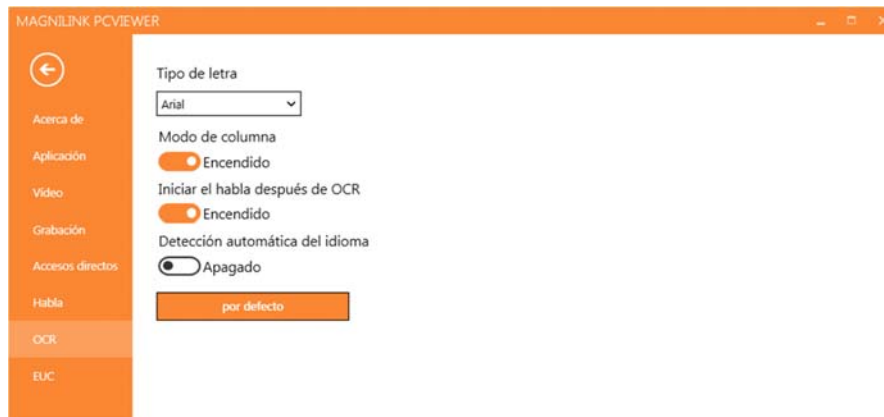 MAGNILINK PCVIEWER
Acerca de
Aplicación
Vídeo
Grabación
Accesos directos
Habla
OCR
EUC
Tipo de letra
Arial
Modo de columna
Encendido
Iniciar el habla después de OCR
Encendido
Detección automática del idioma
Apagado
por defecto